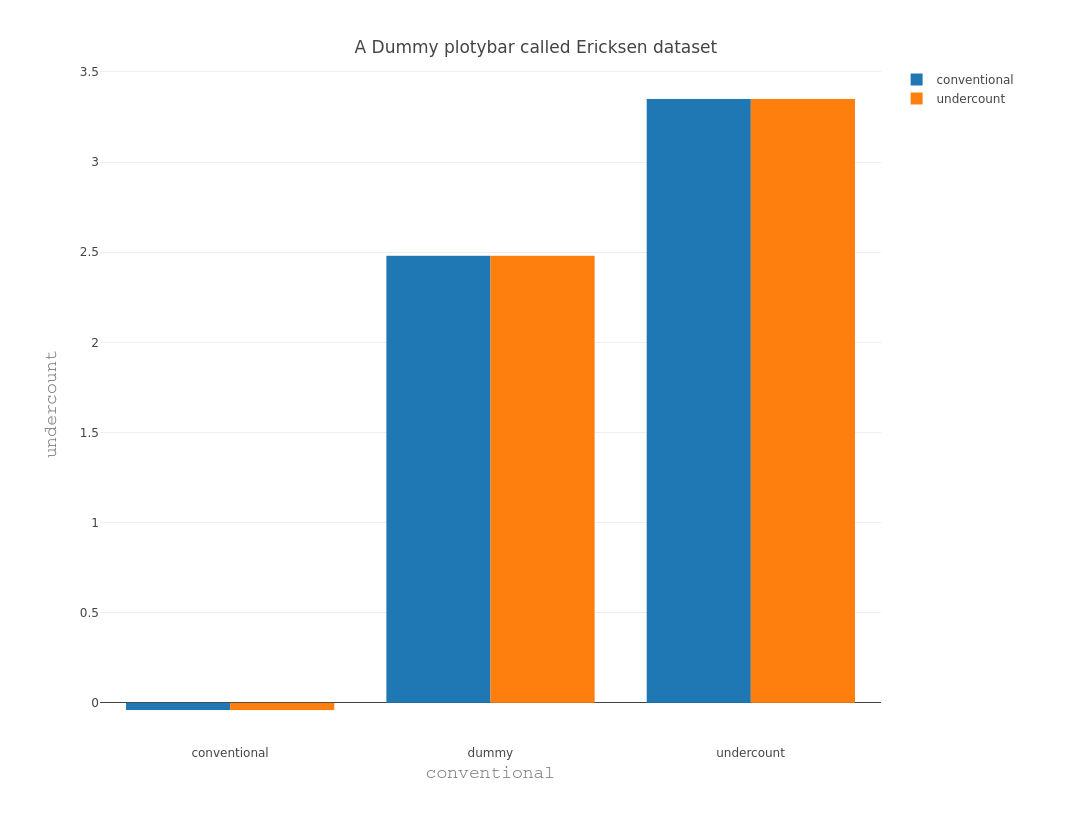 A Dummy plotybar called Ericksen dataset
conventional
undercount
3.5
3
2.5
2
1.5
1
0.5
0
undercount
conventional
dummy
undercount
conventional